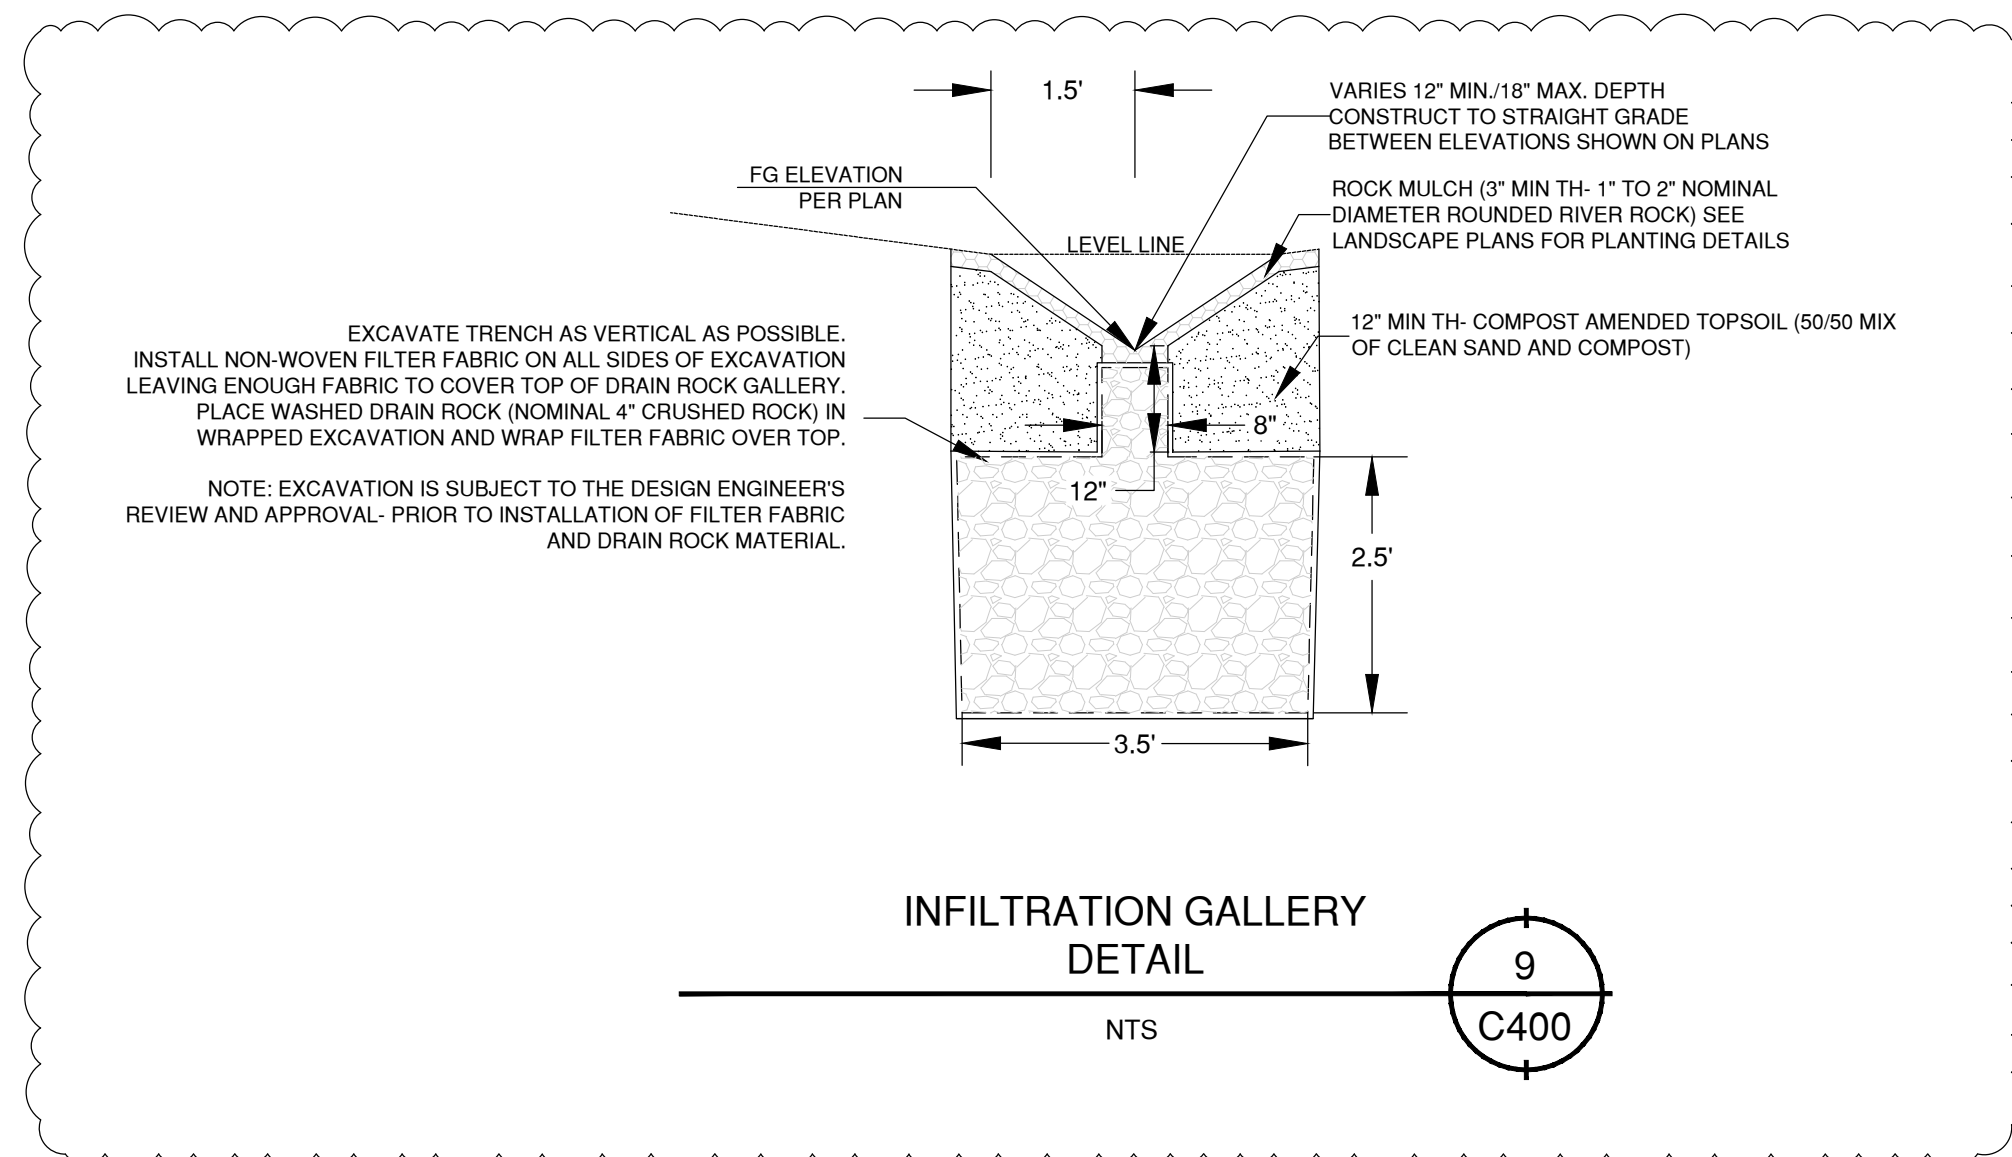 1.5'
VARIES 12" MIN./18" MAX. DEPTH
CONSTRUCT TO STRAIGHT GRADE
BETWEEN ELEVATIONS SHOWN ON PLANS
FG ELEVATION
PER PLAN
ROCK MULCH (3" MIN TH- 1" TO 2" NOMINAL
DIAMETER ROUNDED RIVER ROCK) SEE
LANDSCAPE PLANS FOR PLANTING DETAILS
LEVEL LINE
12" MIN TH- COMPOST AMENDED TOPSOIL (50/50 MIX
OF CLEAN SAND AND COMPOST)
EXCAVATE TRENCH AS VERTICAL AS POSSIBLE.
INSTALL NON-WOVEN FILTER FABRIC ON ALL SIDES OF EXCAVATION
LEAVING ENOUGH FABRIC TO COVER TOP OF DRAIN ROCK GALLERY.
PLACE WASHED DRAIN ROCK (NOMINAL 4" CRUSHED ROCK) IN
WRAPPED EXCAVATION AND WRAP FILTER FABRIC OVER TOP.
NOTE: EXCAVATION IS SUBJECT TO THE DESIGN ENGINEER'S
REVIEW AND APPROVAL- PRIOR TO INSTALLATION OF FILTER FABRIC
AND DRAIN ROCK MATERIAL.
8"
12"
2.5'
3.5'
INFILTRATION GALLERY
DETAIL
NTS
9
C400